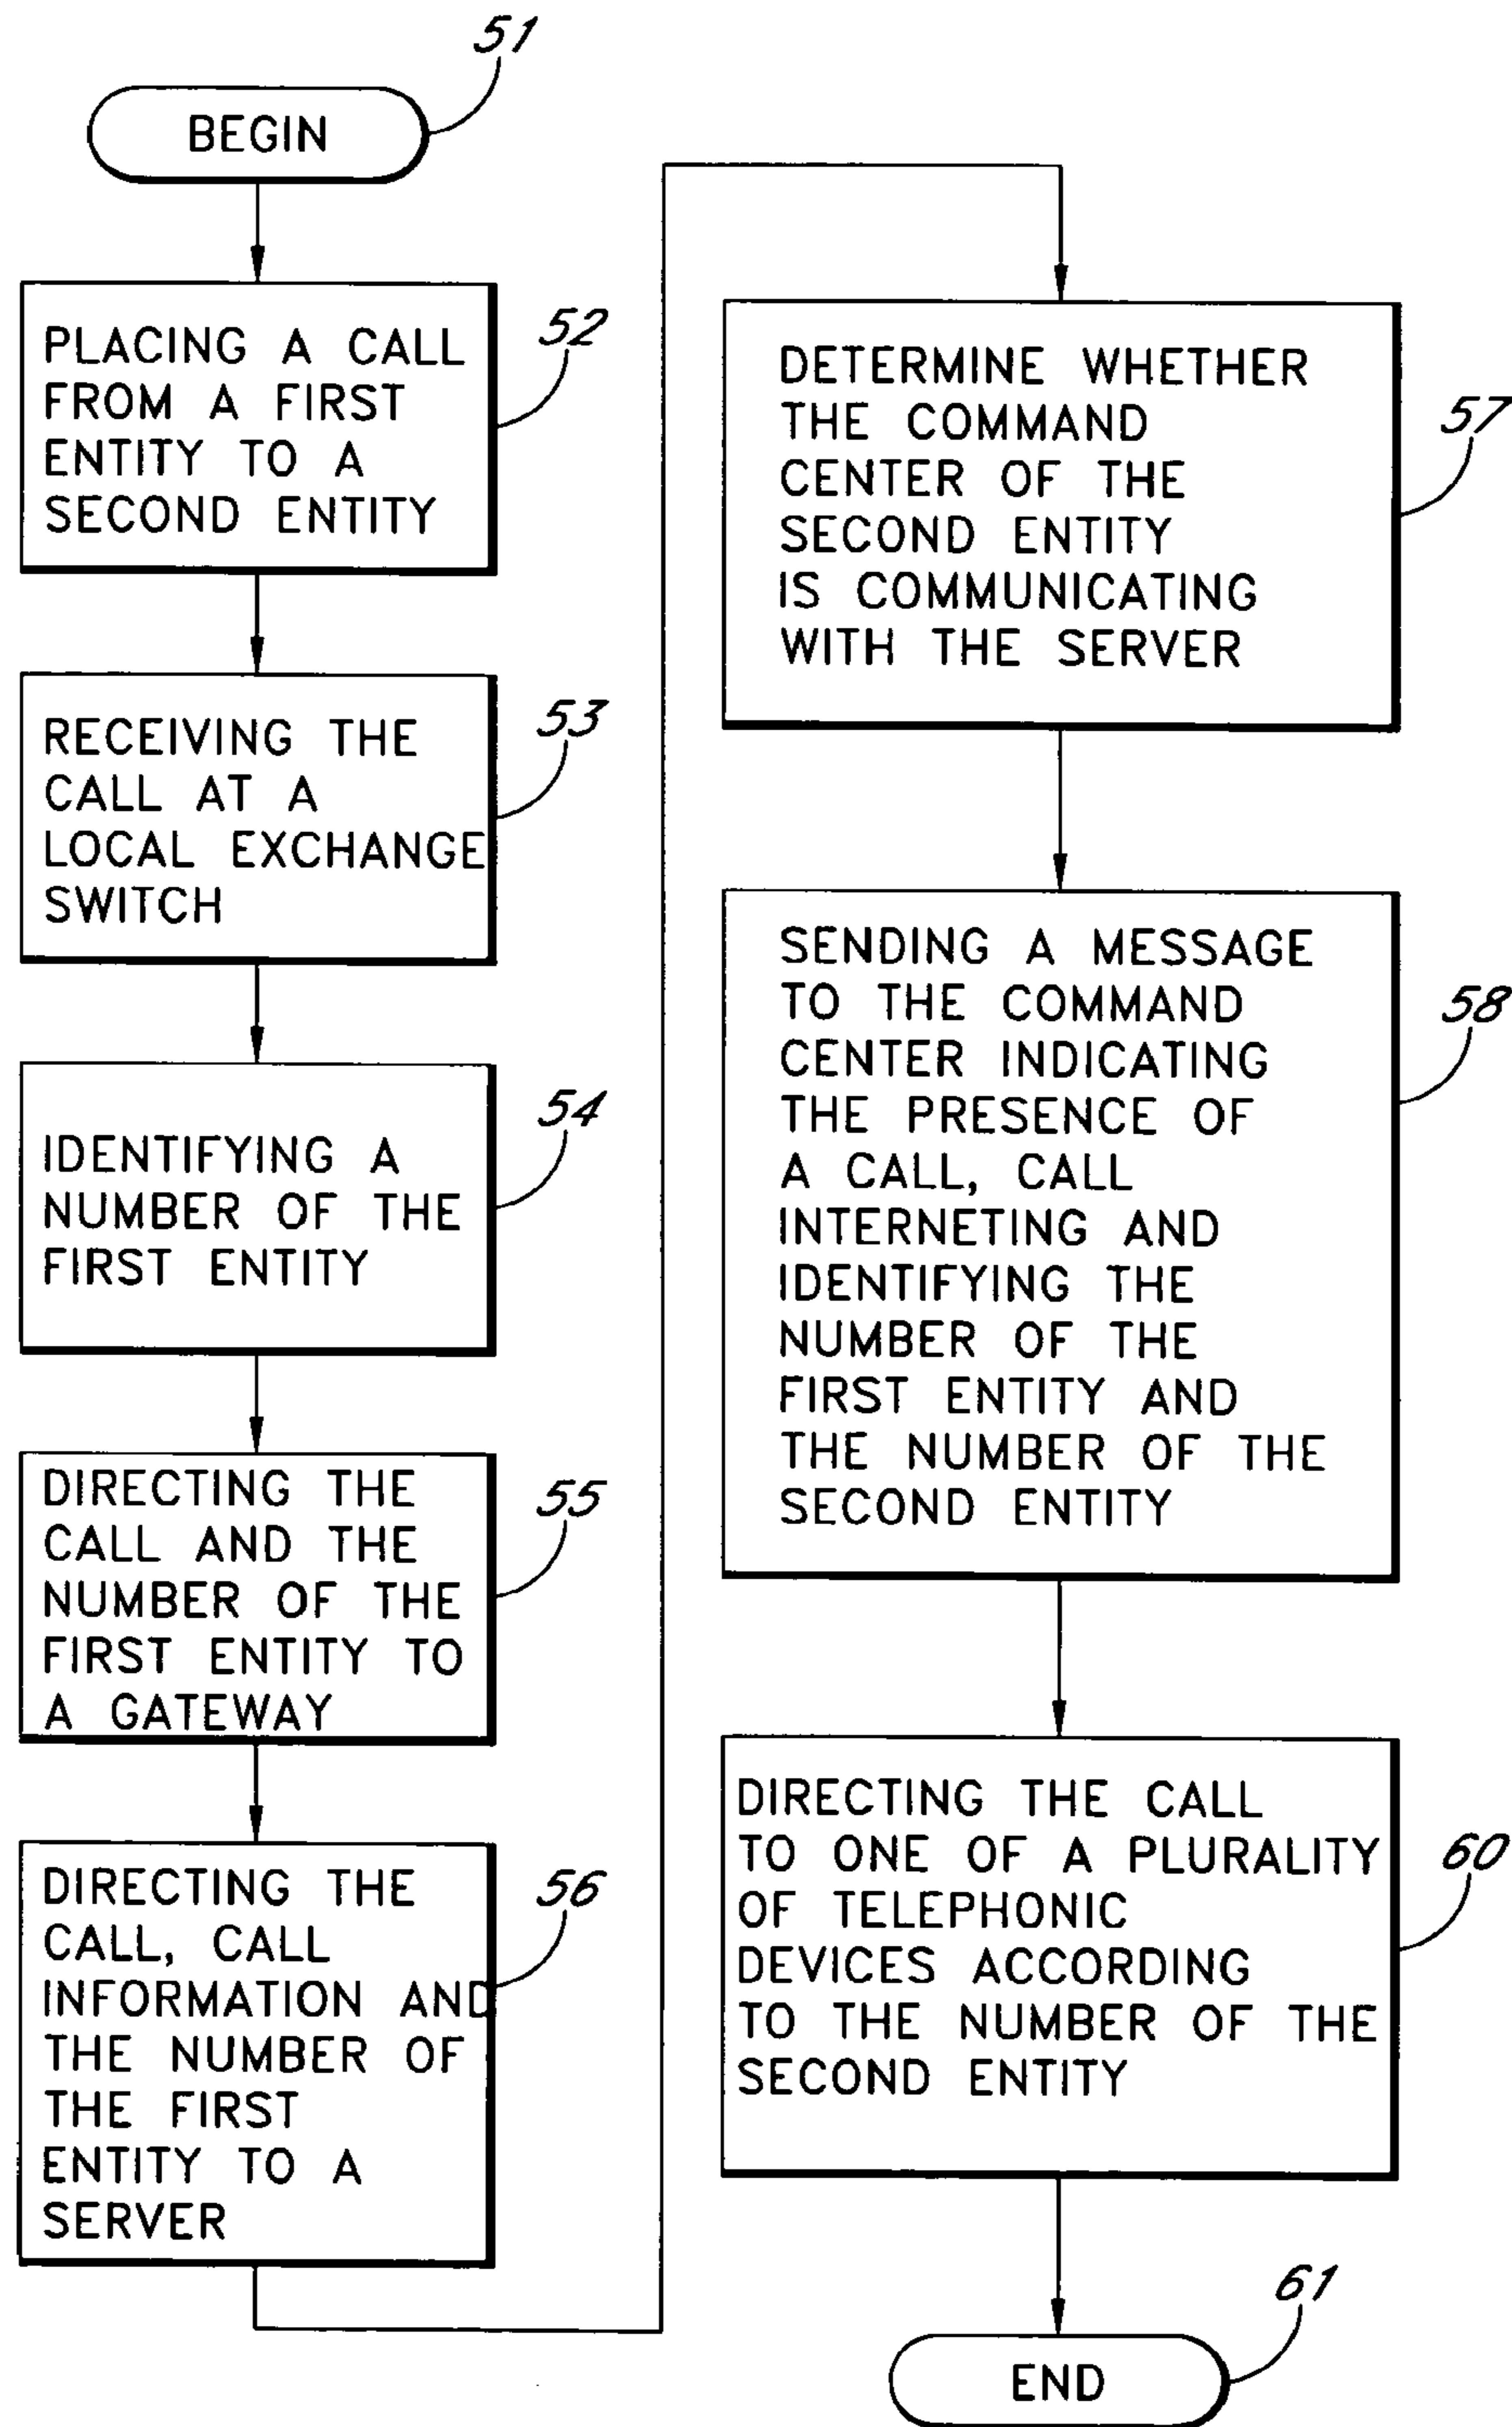 51
BEGIN
52
PLACING A CALL
FROM A FIRST
ENTITY TO A
SECOND ENTITY
53
RECEIVING THE
CALL AT A
LOCAL EXCHANGE
SWITCH
54
IDENTIFYING A
NUMBER OF THE
FIRST ENTITY
55
DIRECTING THE
CALL AND THE
NUMBER OF THE
FIRST ENTITY TO
A GATEWAY
56
DIRECTING THE
CALL, CALL
INFORMATION AND
THE NUMBER OF
THE FIRST
ENTITY TO A
SERVER
57
DETERMINE WHETHER
THE COMMAND
CENTER OF THE
SECOND ENTITY
IS COMMUNICATING
WITH THE SERVER
58
SENDING A MESSAGE
TO THE COMMAND
CENTER INDICATING
THE PRESENCE OF
A CALL, CALL
INTERNETING AND
IDENTIFYING THE
NUMBER OF THE
FIRST ENTITY AND
THE NUMBER OF THE
SECOND ENTITY
60
DIRECTING THE CALL
TO ONE OF A PLURALITY
OF TELEPHONIC
DEVICES ACCORDING
TO THE NUMBER OF THE
SECOND ENTITY
61
END